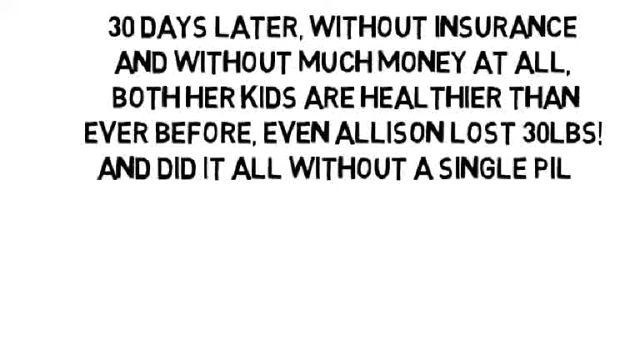 30 DAYS LATER, WITHOUT INSURANCE
AND WITHOUT MUCH MONEY AT ALL,
BOTH HER KIDS ARE HEALTHIER THAN
EVER BEFORE, EVEN ALLISON LOST 30LBS!
AND DID IT ALL WITHOUT A SINGLE PIL